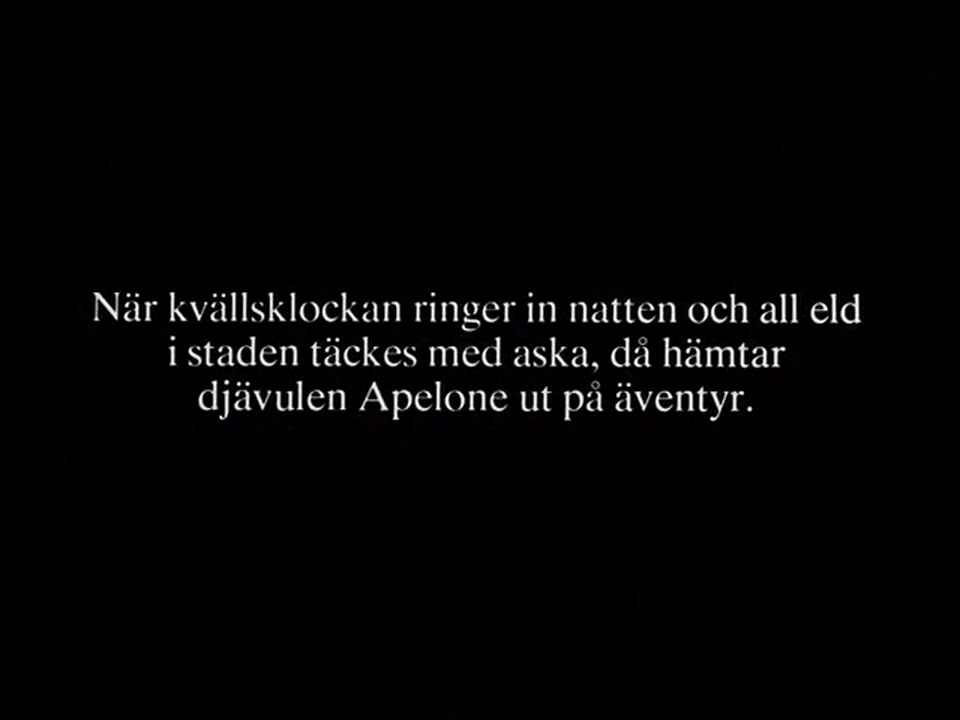 När kvällsklockan ringer in natten och all eld
i staden täckes med aska, då hämtar
djävulen Apelone ut på äventyr.